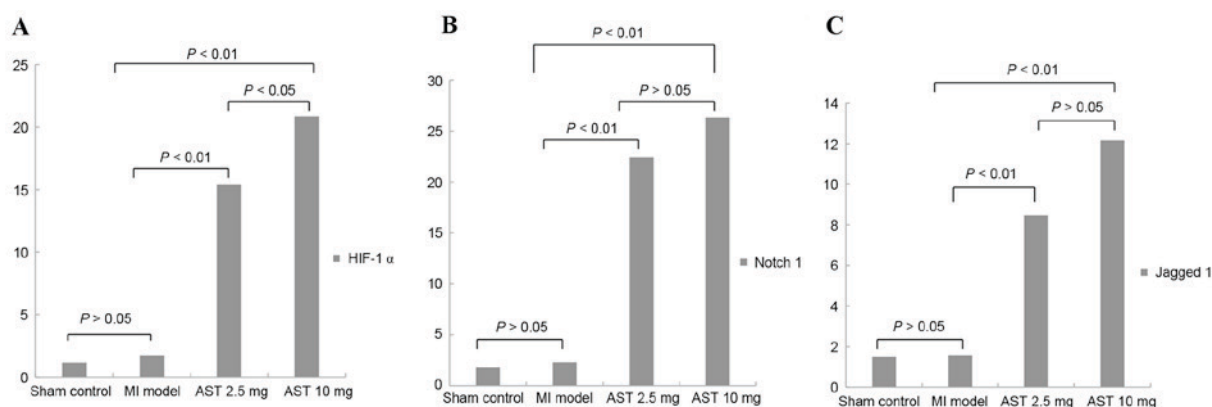 A
P < 0.01
25
P < 0.05
20
P < 0.01
15
10
HIF-1 α
5
P > 0.05
0
Sham control MI model AST 2.5 mg AST 10 mg
B
P < 0.01
30
P > 0.05
25
P < 0.01
20
15
Notch 1
10
5
P > 0.05
0
Sham control MI model AST 2.5 mg AST 10 mg
C
P < 0.01
14
P > 0.05
12
10
P < 0.01
8
6
Jagged 1
4
P > 0.05
2
0
Sham control MI model AST 2.5 mg AST 10 mg